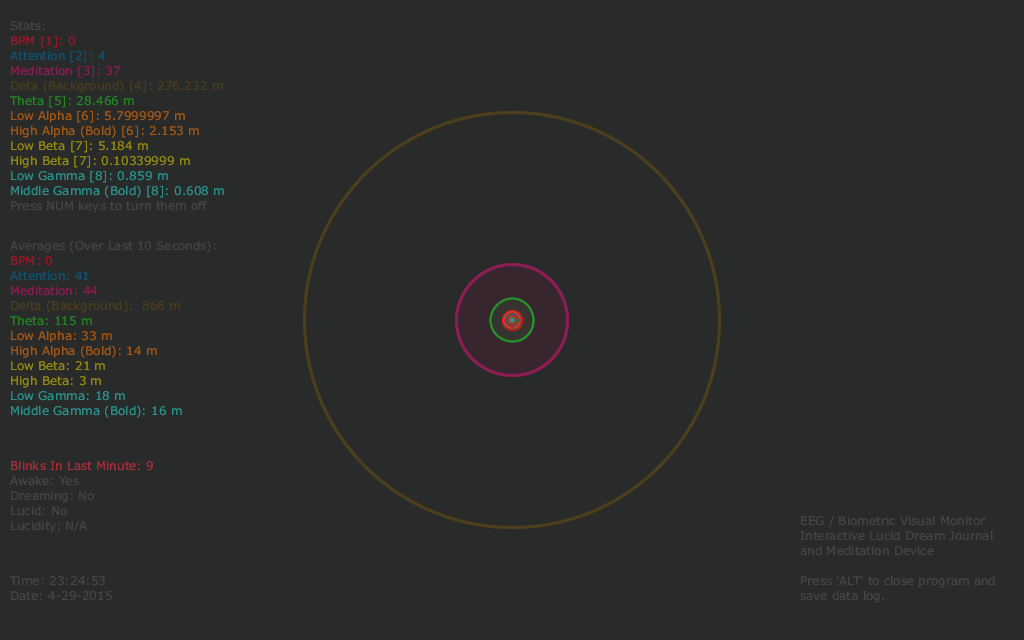 Stats:
BPM [1]: 0
Attention [2]: 4
Meditation [3]: 37
Deta (Background) [4]: 276.232 m
Theta [5]: 28.466 m
Low Alpha [6]: 5.7999997 m
High Alpha (Bold) [6]: 2.153 m
Low Beta [7]: 5.184 m
High Beta [7]: 0.10339999 m
Low Gamma [8]: 0.859 m
Middle Gamma (Bold) [8]: 0.608 m
Press NUM keys to turn them off
Averages (Over Last 10 Seconds):
BPM: 0
Attention: 41
Meditation: 44
Delta (Background):  866 m
Theta: 115 m
Low Alpha: 33 m
High Alpha (Bold): 14 m
Low Beta: 21 m
High Beta: 3 m
Low Gamma: 18 m
Middle Gamma (Bold): 16 m
Blinks In Last Minute: 9
Awake: Yes
Dreaming: No
Lucid: No
Lucidity: N/A
Time: 23:24:53
Date: 4-29-2015
EEG / Biometric Visual Monitor
Interactive Lucid Dream Journal
and Meditation Device
Press 'ALT' to close program and
save data log.